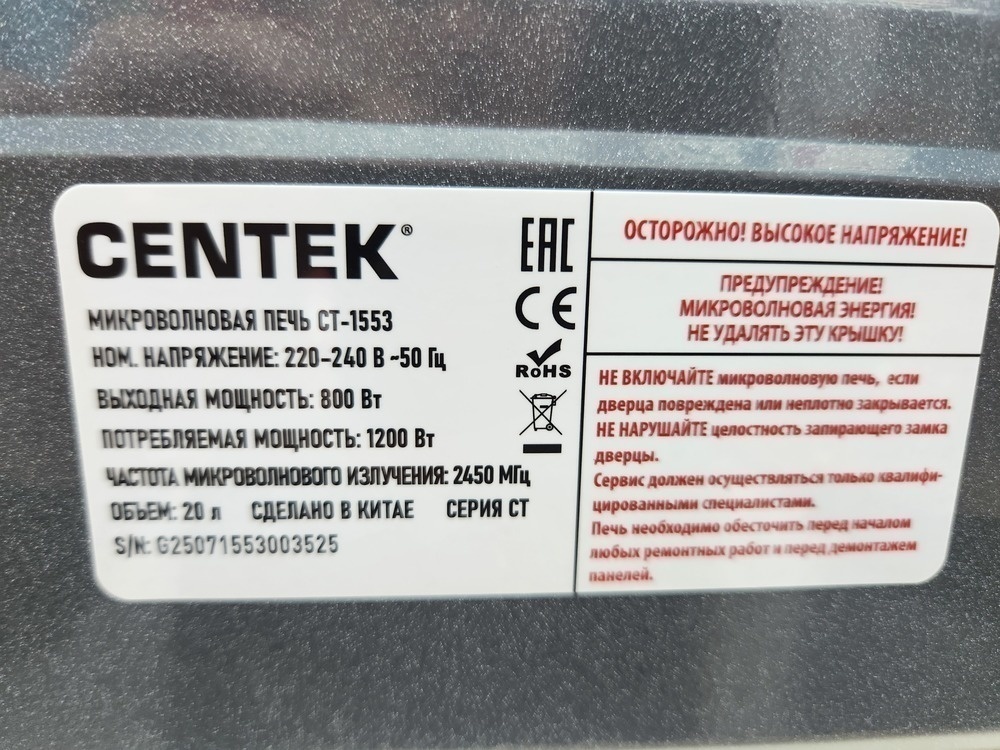 CENTEK®
МИКРОВОЛНОВАЯ ПЕЧЬ CT-1553
НОМ. НАПРЯЖЕНИЕ: 220-240 В ~50 Гц
ВЫХОДНАЯ МОЩНОСТЬ: 800 Вт
ПОТРЕБЛЯЕМАЯ МОЩНОСТЬ: 1200 Вт
ЧАСТОТА МИКРОВОЛНОВОГО ИЗЛУЧЕНИЯ: 2450 МГц
ОБЪЕМ: 20 л СДЕЛАНО В КИТАЕ СЕРИЯ CT
S/N: G25071553003525
EAC
CE
RoHS
ОСТОРОЖНО! ВЫСОКОЕ НАПРЯЖЕНИЕ!
ПРЕДУПРЕЖДЕНИЕ!
МИКРОВОЛНОВАЯ ЭНЕРГИЯ!
НЕ УДАЛЯТЬ ЭТУ КРЫШКУ!
НЕ ВКЛЮЧАЙТЕ микроволновую печь, если
дверца повреждена или неплотно закрывается.
НЕ НАРУШАЙТЕ целостность запирающего замка
дверцы.
Сервис должен осуществляться только квалифи-
цированными специалистами.
Печь необходимо обесточить перед началом
любых ремонтных работ и перед демонтажем
панелей.